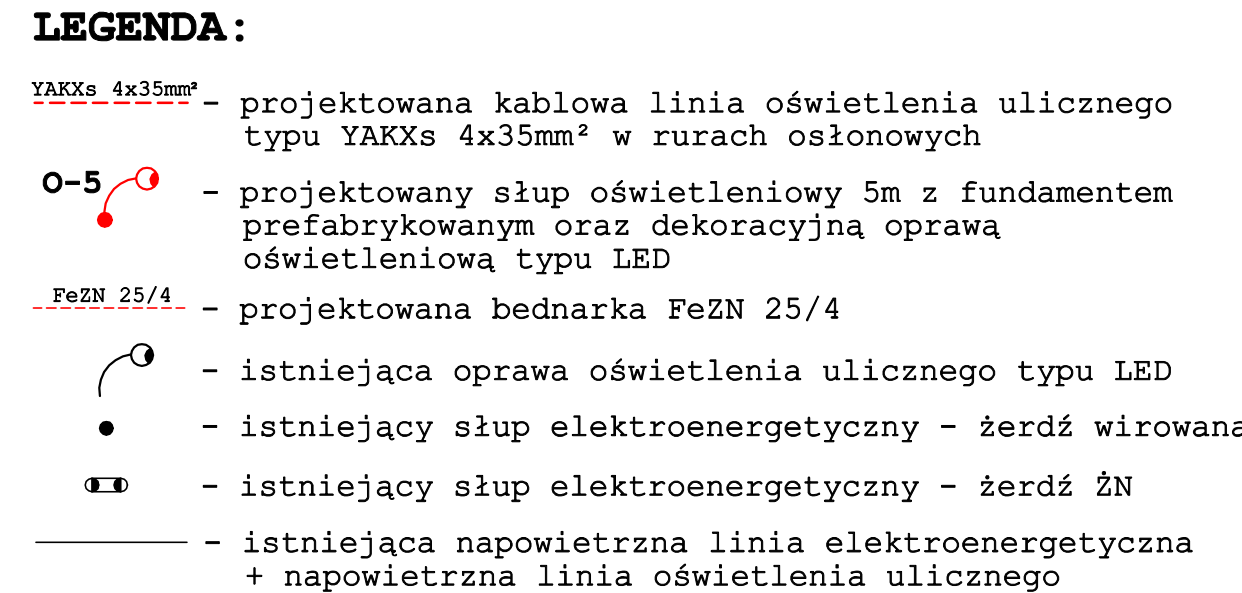 LEGENDA:
YAKXs 4x35mm² - projektowana kablowa linia oświetlenia ulicznego
typu YAKXs 4x35mm² w rurach osłonowych
O-5 - projektowany słup oświetleniowy 5m z fundamentem
prefabrykowanym oraz dekoracyjną oprawą
oświetleniową typu LED
FeZN 25/4 - projektowana bednarka FeZN 25/4
- istniejąca oprawa oświetlenia ulicznego typu LED
- istniejący słup elektroenergetyczny - żerdź wirowana
- istniejący słup elektroenergetyczny - żerdź ŻN
- istniejąca napowietrzna linia elektroenergetyczna
+ napowietrzna linia oświetlenia ulicznego